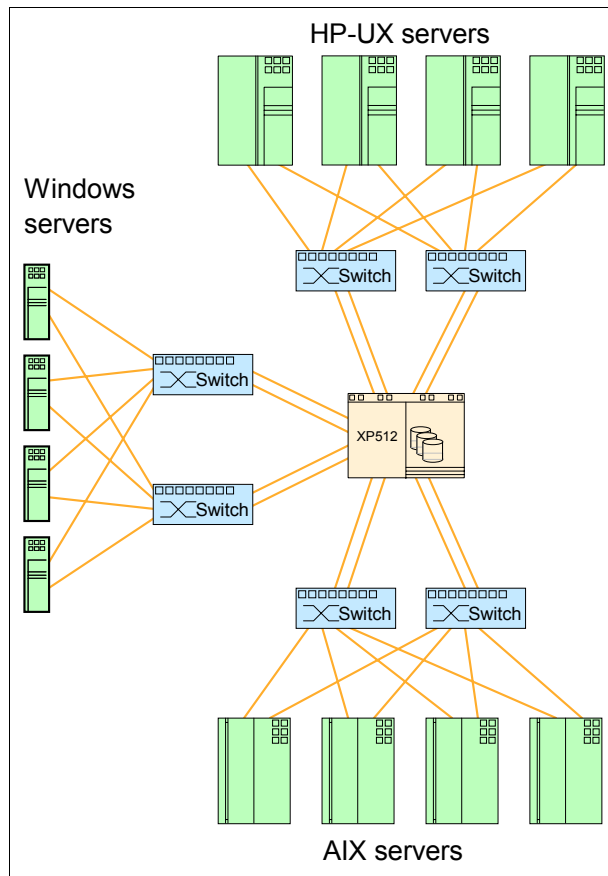 HP-UX servers
Windows
servers
Switch
Switch
Switch
XP512
Switch
Switch
Switch
AIX servers